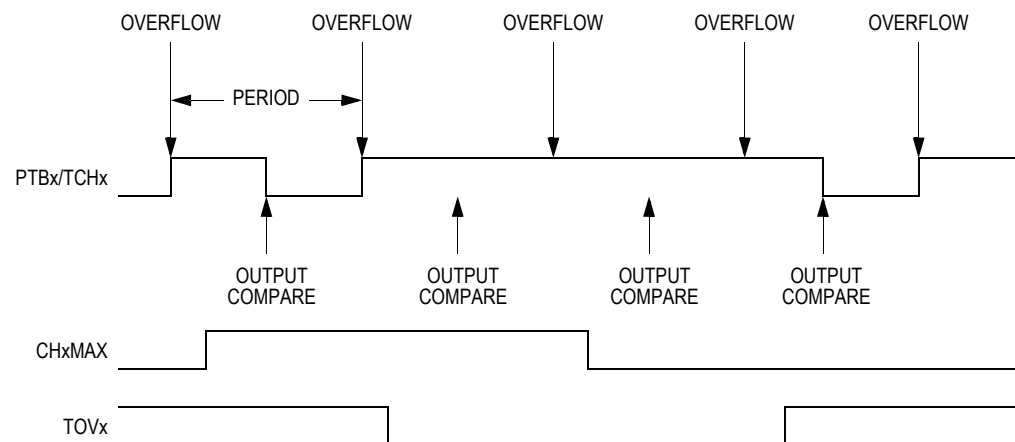 OVERFLOW OVERFLOW OVERFLOW OVERFLOW OVERFLOW
PERIOD
PTBx/TCHx
OUTPUT COMPARE
OUTPUT COMPARE
OUTPUT COMPARE
OUTPUT COMPARE
CHxMAX
TOVx